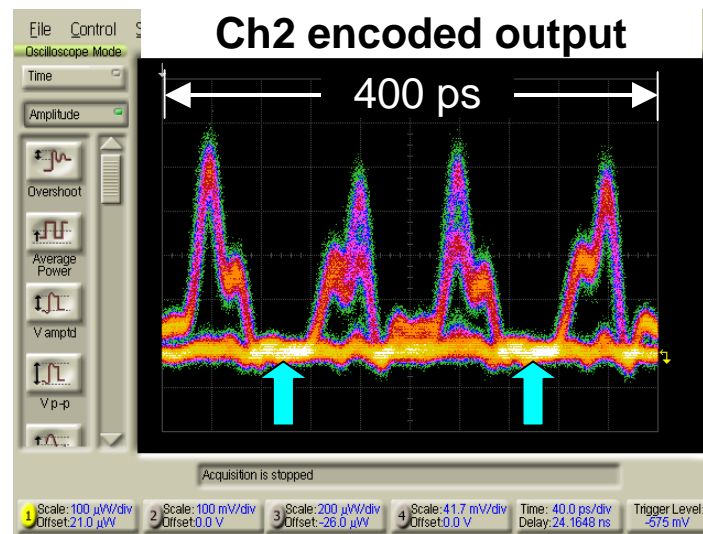 Ch2 encoded output
File Control
Oscilloscope Mode
Time
Amplitude
400 ps
Overshoot
Average
Power
V amptd
V p-p
Acquisition is stopped
1 Scale: 100 µW/div
Offset:21.0 µW
2 Scale: 100 mV/div
Offset:0.0 V
3 Scale:200 µW/div
Offset:-26.0 µW
4 Scale:41.7 mV/div
Offset:0.0 V
Time: 40.0 ps/div
Delay:24.1648 ns
Trigger Level:
-575 mV